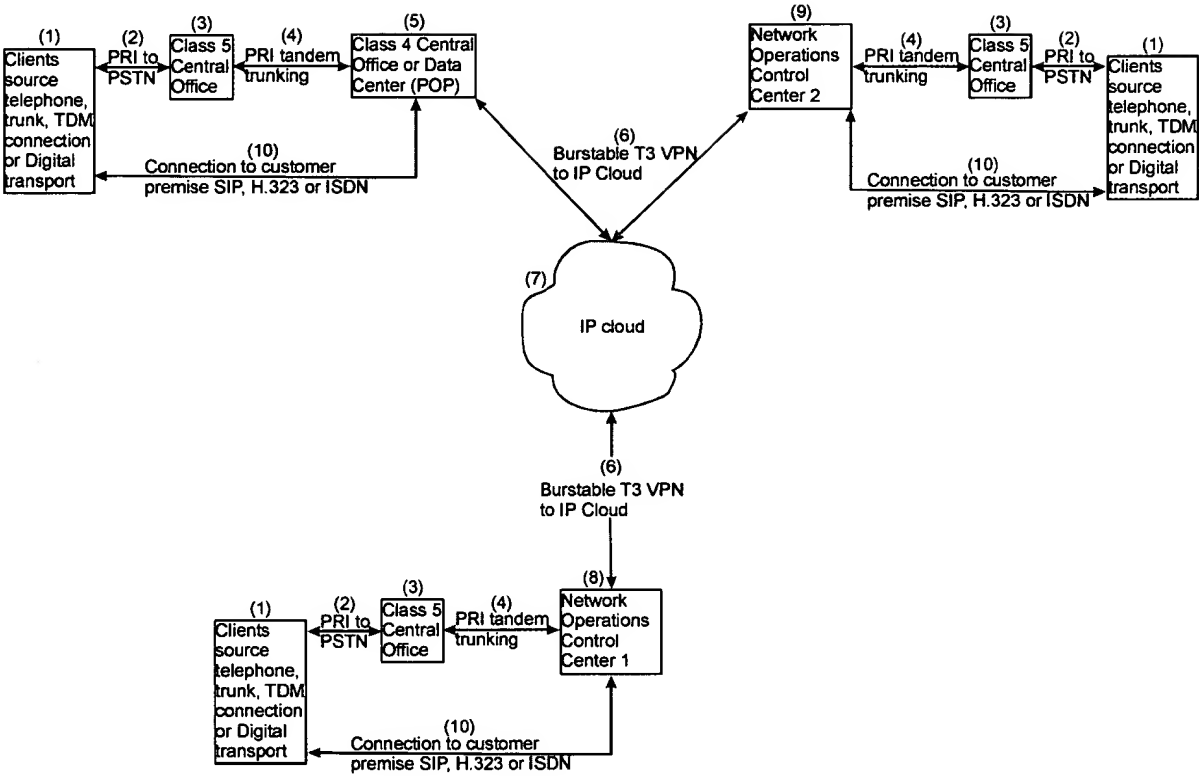 (1)
Clients
source
telephone,
trunk, TDM
connection
or Digital
transport
(2)
PRI to
PSTN
(3)
Class 5
Central
Office
(4)
PRI tandem
trunking
(5)
Class 4 Central
Office or Data
Center (POP)
(10)
Connection to customer
premise SIP, H.323 or ISDN
(9)
Network
Operations
Control
Center 2
(4)
PRI tandem
trunking
(3)
Class 5
Central
Office
(2)
PRI to
PSTN
(1)
Clients
source
telephone,
trunk, TDM
connection
or Digital
transport
(10)
Connection to customer
premise SIP, H.323 or ISDN
(6)
Burstable T3 VPN
to IP Cloud
(7)
IP cloud
(6)
Burstable T3 VPN
to IP Cloud
(1)
Clients
source
telephone,
trunk, TDM
connection
or Digital
transport
(2)
PRI to
PSTN
(3)
Class 5
Central
Office
(4)
PRI tandem
trunking
(8)
Network
Operations
Control
Center 1
(10)
Connection to customer
premise SIP, H.323 or ISDN